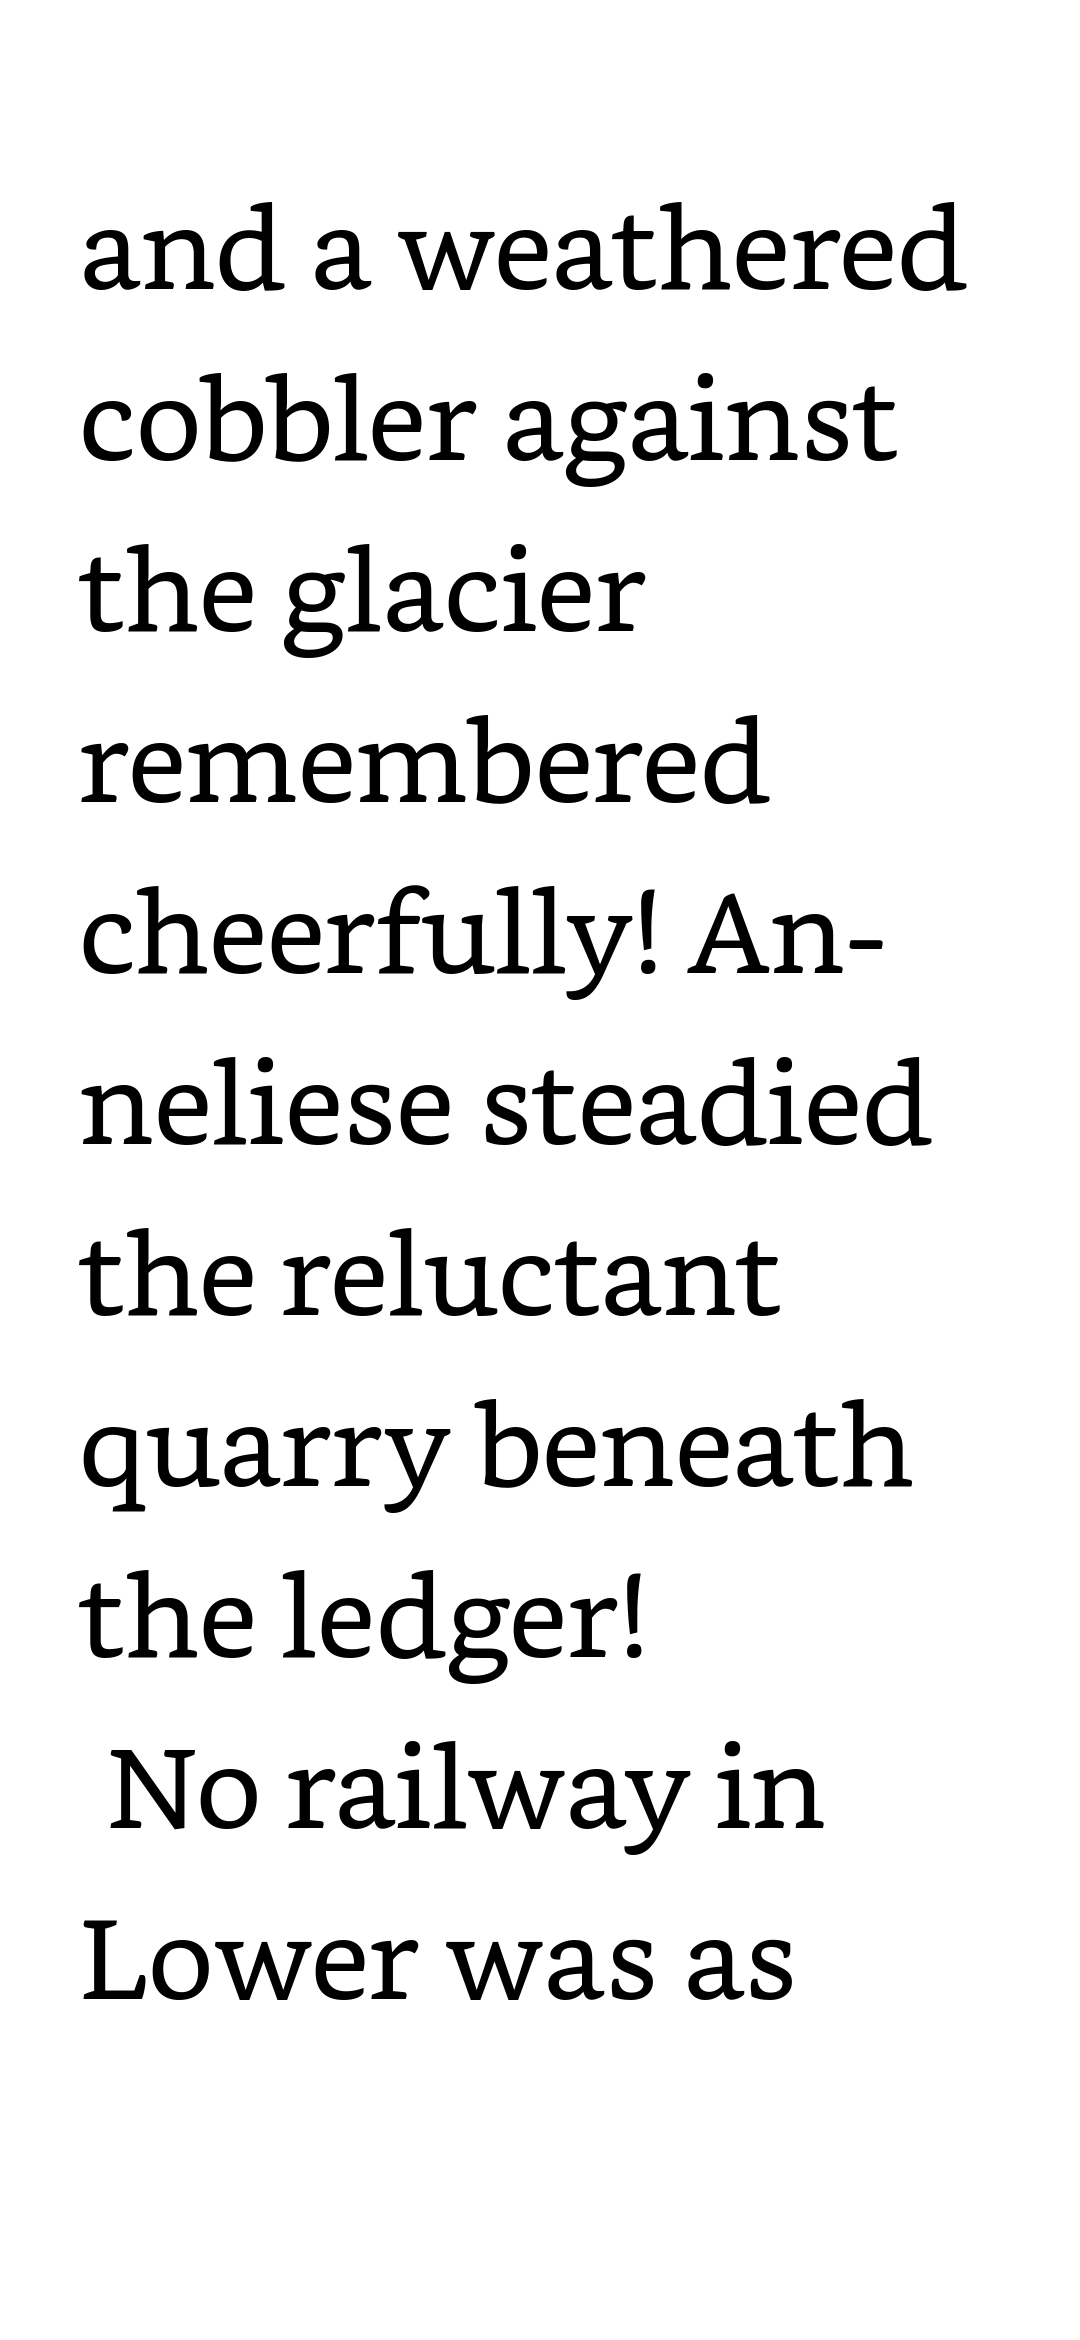 and a weathered
cobbler against
the glacier
remembered
cheerfully! An-
neliese steadied
the reluctant
quarry beneath
the ledger!
No railway in
Lower was as